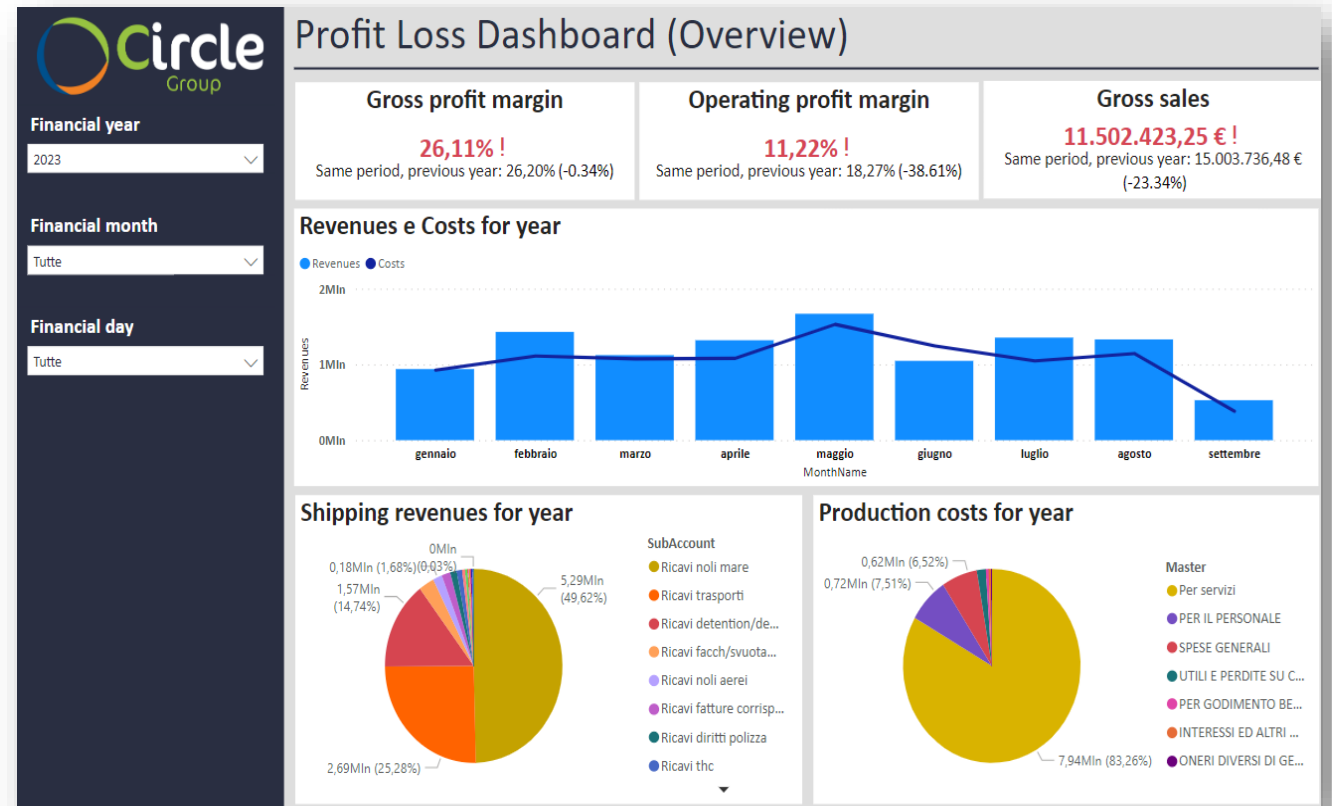 Circle
Group
Profit Loss Dashboard (Overview)
Financial year
2023
Financial month
Tutte
Financial day
Tutte
Gross profit margin
26,11% !
Same period, previous year: 26,20% (-0.34%)
Operating profit margin
11,22% !
Same period, previous year: 18,27% (-38.61%)
Gross sales
11.502.423,25 € !
Same period, previous year: 15.003.736,48 €
(-23.34%)
Revenues e Costs for year
Revenues Costs
2Mln
1Mln
0Mln
Revenues
gennaio febbraio marzo aprile maggio giugno luglio agosto settembre
MonthName
Shipping revenues for year
0Mln
(0,03%)
0,18Mln (1,68%)
1,57Mln
(14,74%)
5,29Mln
(49,62%)
2,69Mln (25,28%)
SubAccount
Ricavi noli mare
Ricavi trasporti
Ricavi detention/de...
Ricavi facch/svuota...
Ricavi noli aerei
Ricavi fatture corrisp...
Ricavi diritti polizza
Ricavi thc
Production costs for year
0,62Mln (6,52%)
0,72Mln (7,51%)
7,94Mln (83,26%)
Master
Per servizi
PER IL PERSONALE
SPESE GENERALI
UTILI E PERDITE SU C...
PER GODIMENTO BE...
INTERESSI ED ALTRI ...
ONERI DIVERSI DI GE...